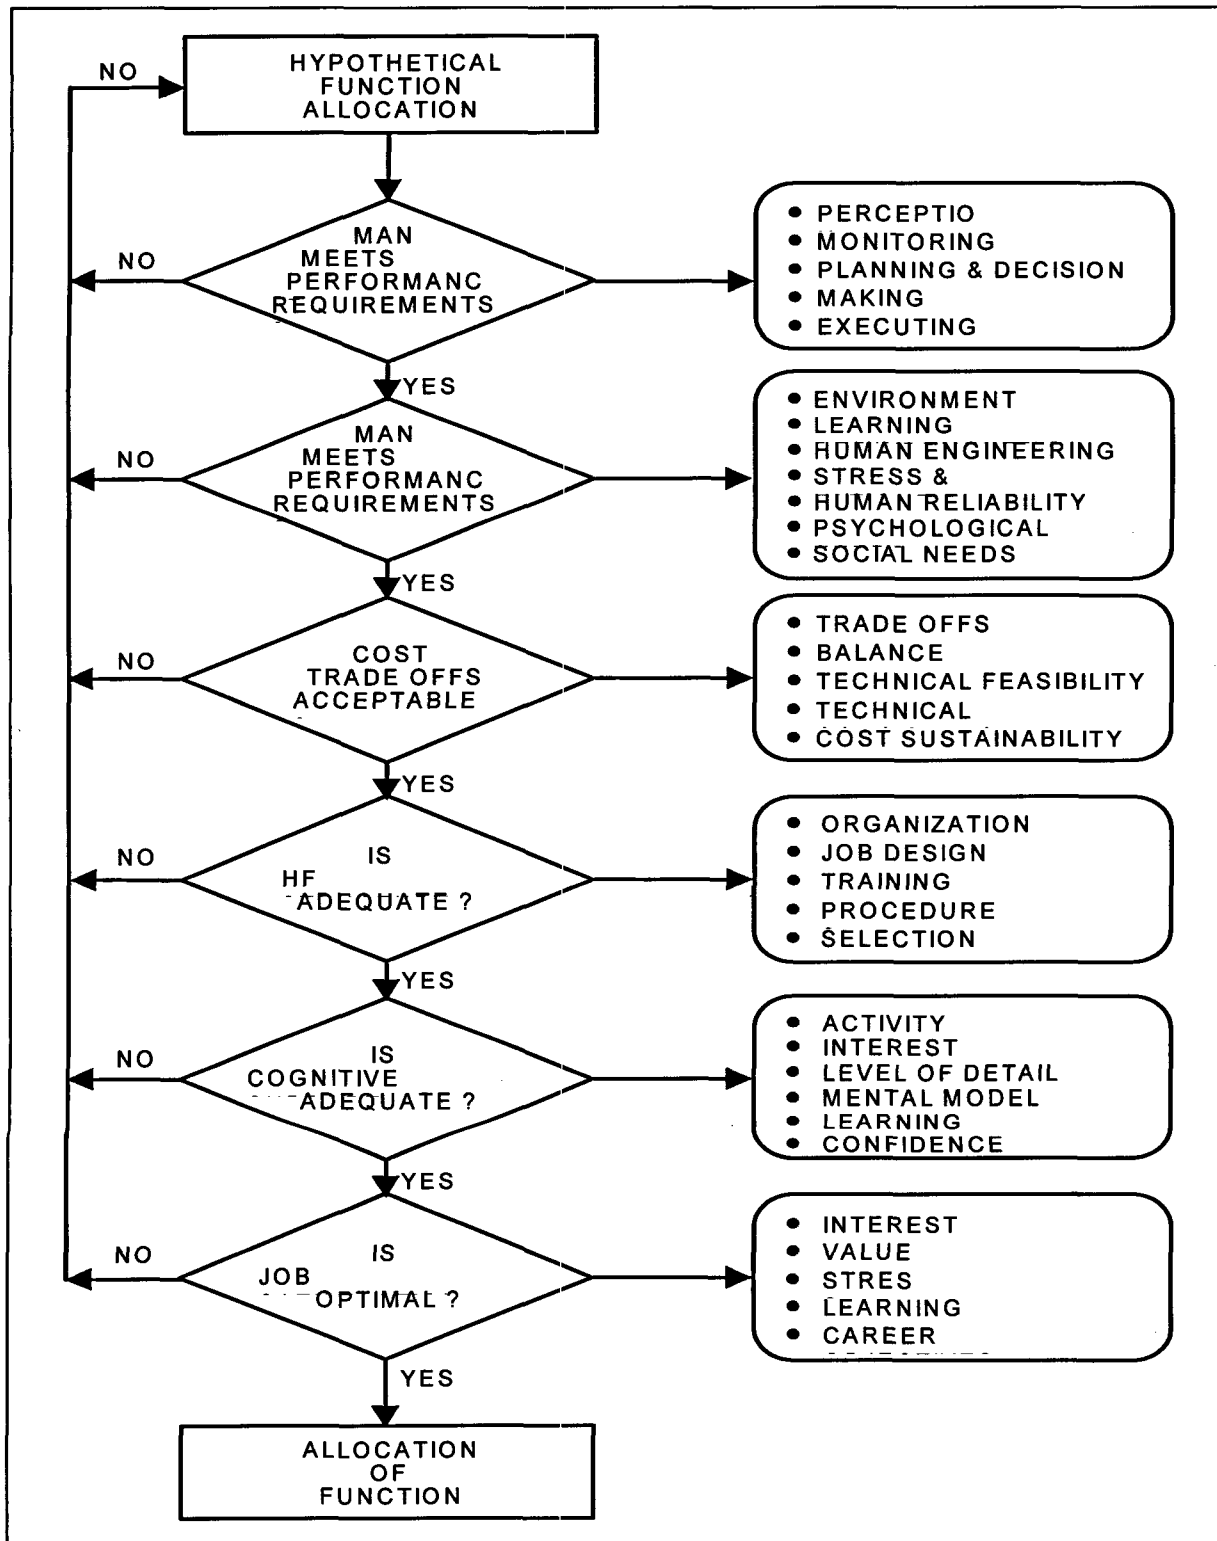 HYPOTHETICAL
FUNCTION
ALLOCATION
NO
MAN
MEETS
PERFORMANC
REQUIREMENTS
NO
YES
• PERCEPTIO
• MONITORING
• PLANNING & DECISION
• MAKING
• EXECUTING
MAN
MEETS
PERFORMANC
REQUIREMENTS
NO
YES
• ENVIRONMENT
• LEARNING
• HUMAN ENGINEERING
• STRESS &
• HUMAN RELIABILITY
• PSYCHOLOGICAL
• SOCIAL NEEDS
COST
TRADE OFFS
ACCEPTABLE
NO
YES
• TRADE OFFS
• BALANCE
• TECHNICAL FEASIBILITY
• TECHNICAL
• COST SUSTAINABILITY
IS
HF
ADEQUATE ?
NO
YES
• ORGANIZATION
• JOB DESIGN
• TRAINING
• PROCEDURE
• SELECTION
IS
COGNITIVE
ADEQUATE ?
NO
YES
• ACTIVITY
• INTEREST
• LEVEL OF DETAIL
• MENTAL MODEL
• LEARNING
• CONFIDENCE
IS
JOB
OPTIMAL ?
NO
YES
• INTEREST
• VALUE
• STRES
• LEARNING
• CAREER
ALLOCATION
OF
FUNCTION